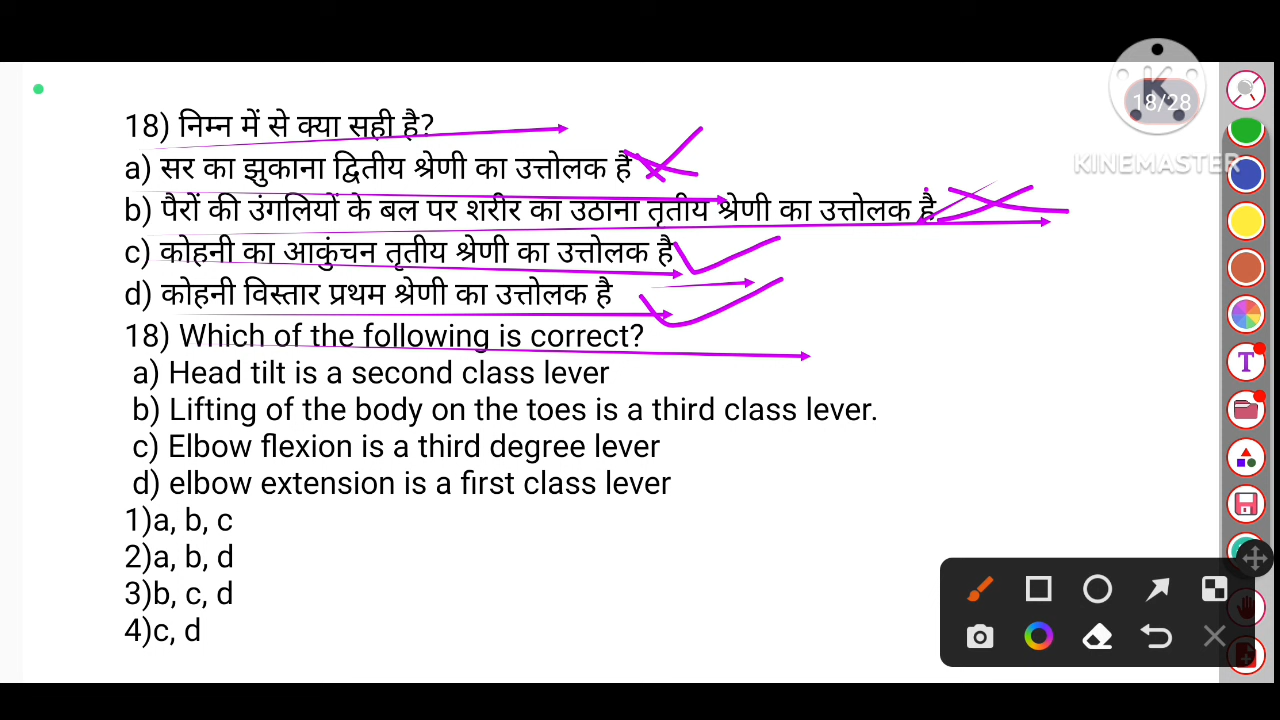 18/28
KINEMASTER
18) निम्न में से क्या सही है?
a) सर का झुकाना द्वितीय श्रेणी का उत्तोलक है
b) पैरों की उंगलियों के बल पर शरीर का उठाना तृतीय श्रेणी का उत्तोलक है
c) कोहनी का आकुंचन तृतीय श्रेणी का उत्तोलक है
d) कोहनी विस्तार प्रथम श्रेणी का उत्तोलक है
18) Which of the following is correct?
a) Head tilt is a second class lever
b) Lifting of the body on the toes is a third class lever.
c) Elbow flexion is a third degree lever
d) elbow extension is a first class lever
1)a, b, c
2)a, b, d
3)b, c, d
4)c, d
T